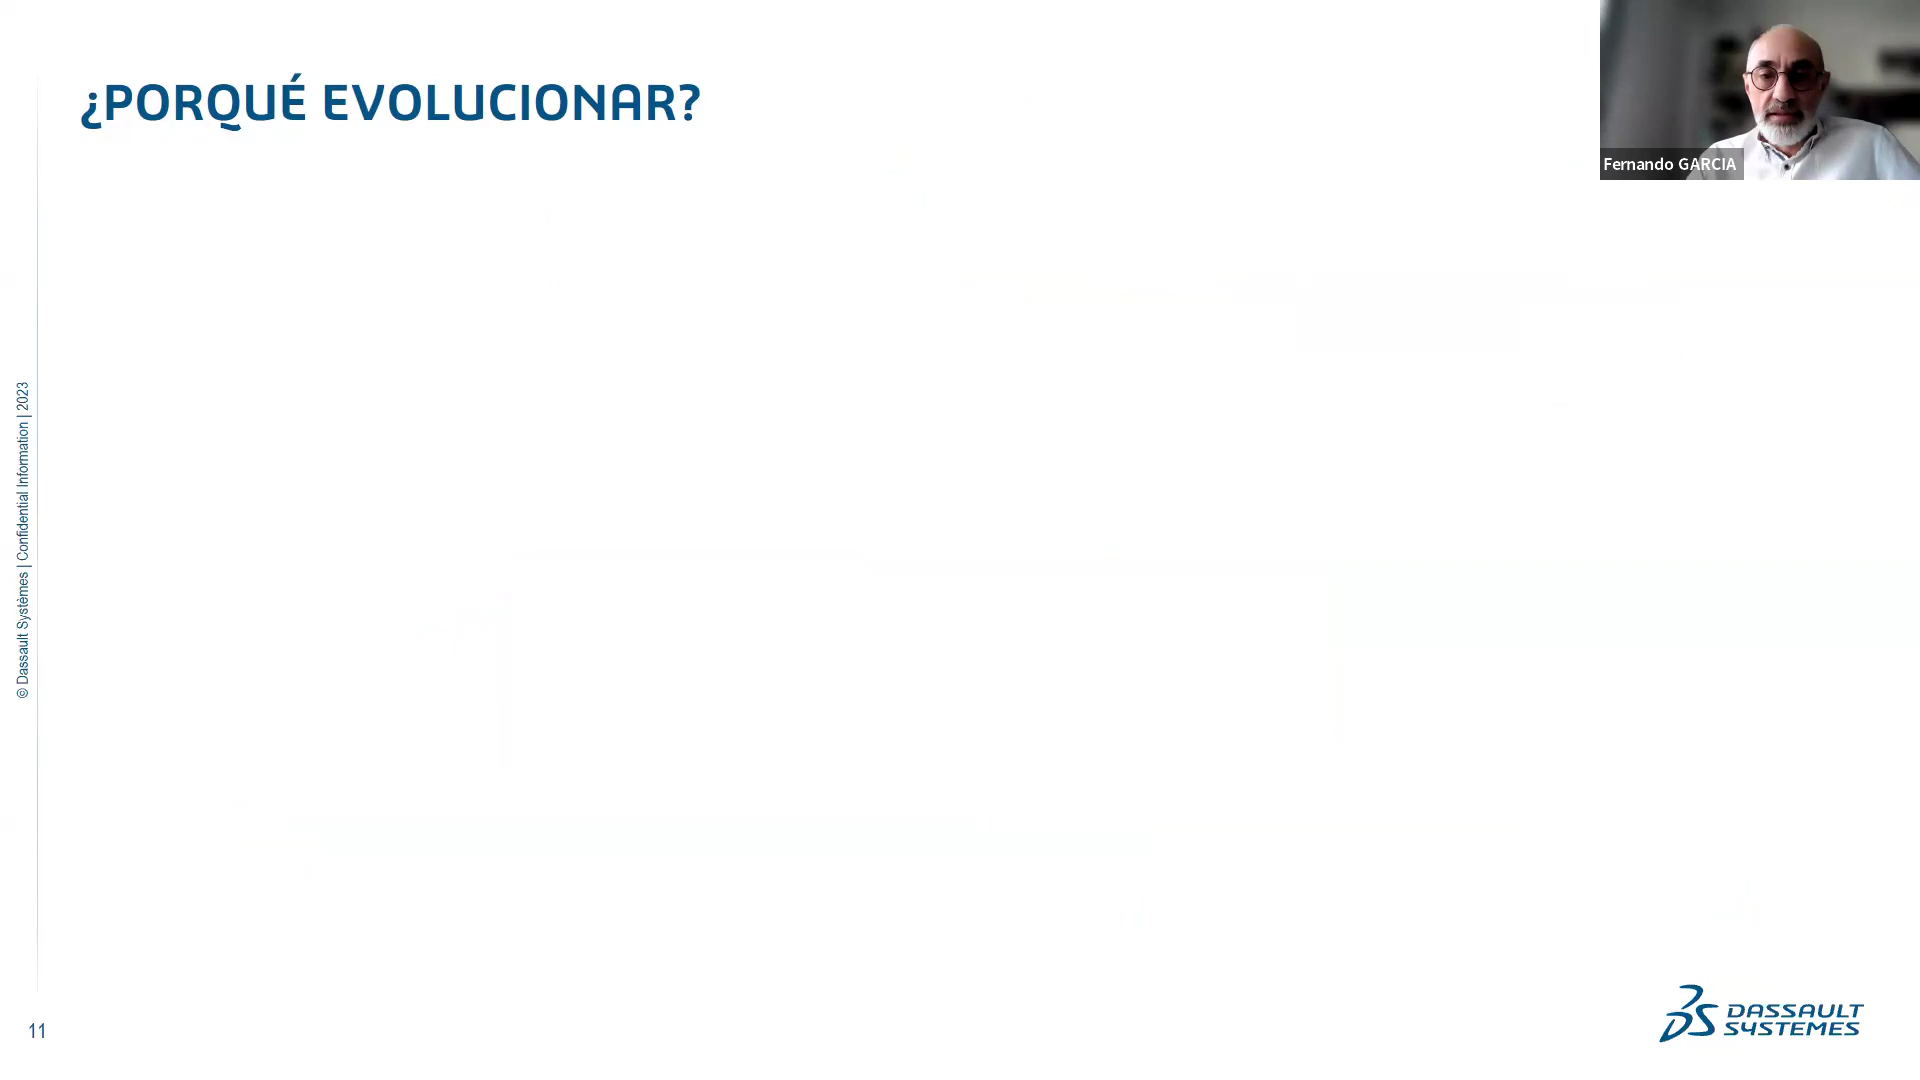 ¿PORQUÉ EVOLUCIONAR?
Fernando GARCIA
© Dassault Systèmes | Confidential Information | 2023
11
DASSAULT
SYSTEMES